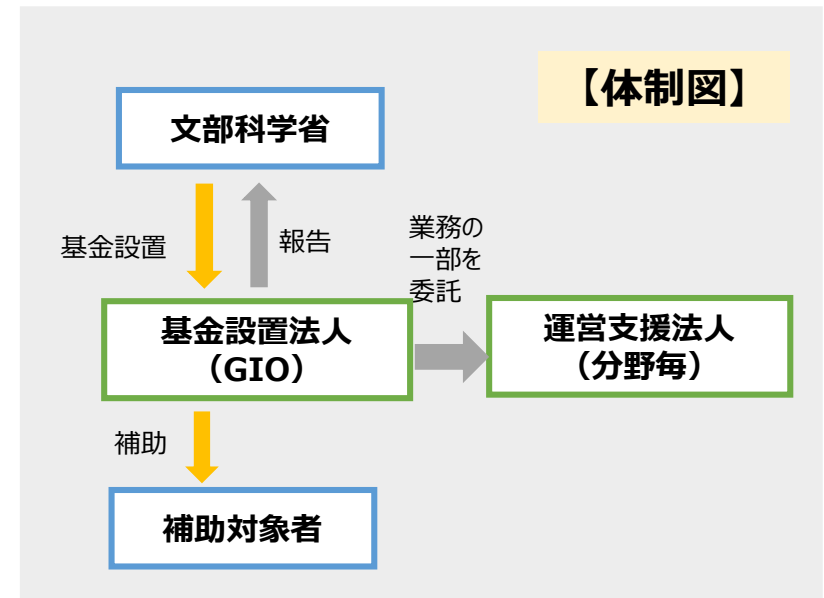 【体制図】
文部科学省
基金設置
報告
業務の
一部を
委託
基金設置法人
（GIO）
運営支援法人
（分野毎）
補助
補助対象者